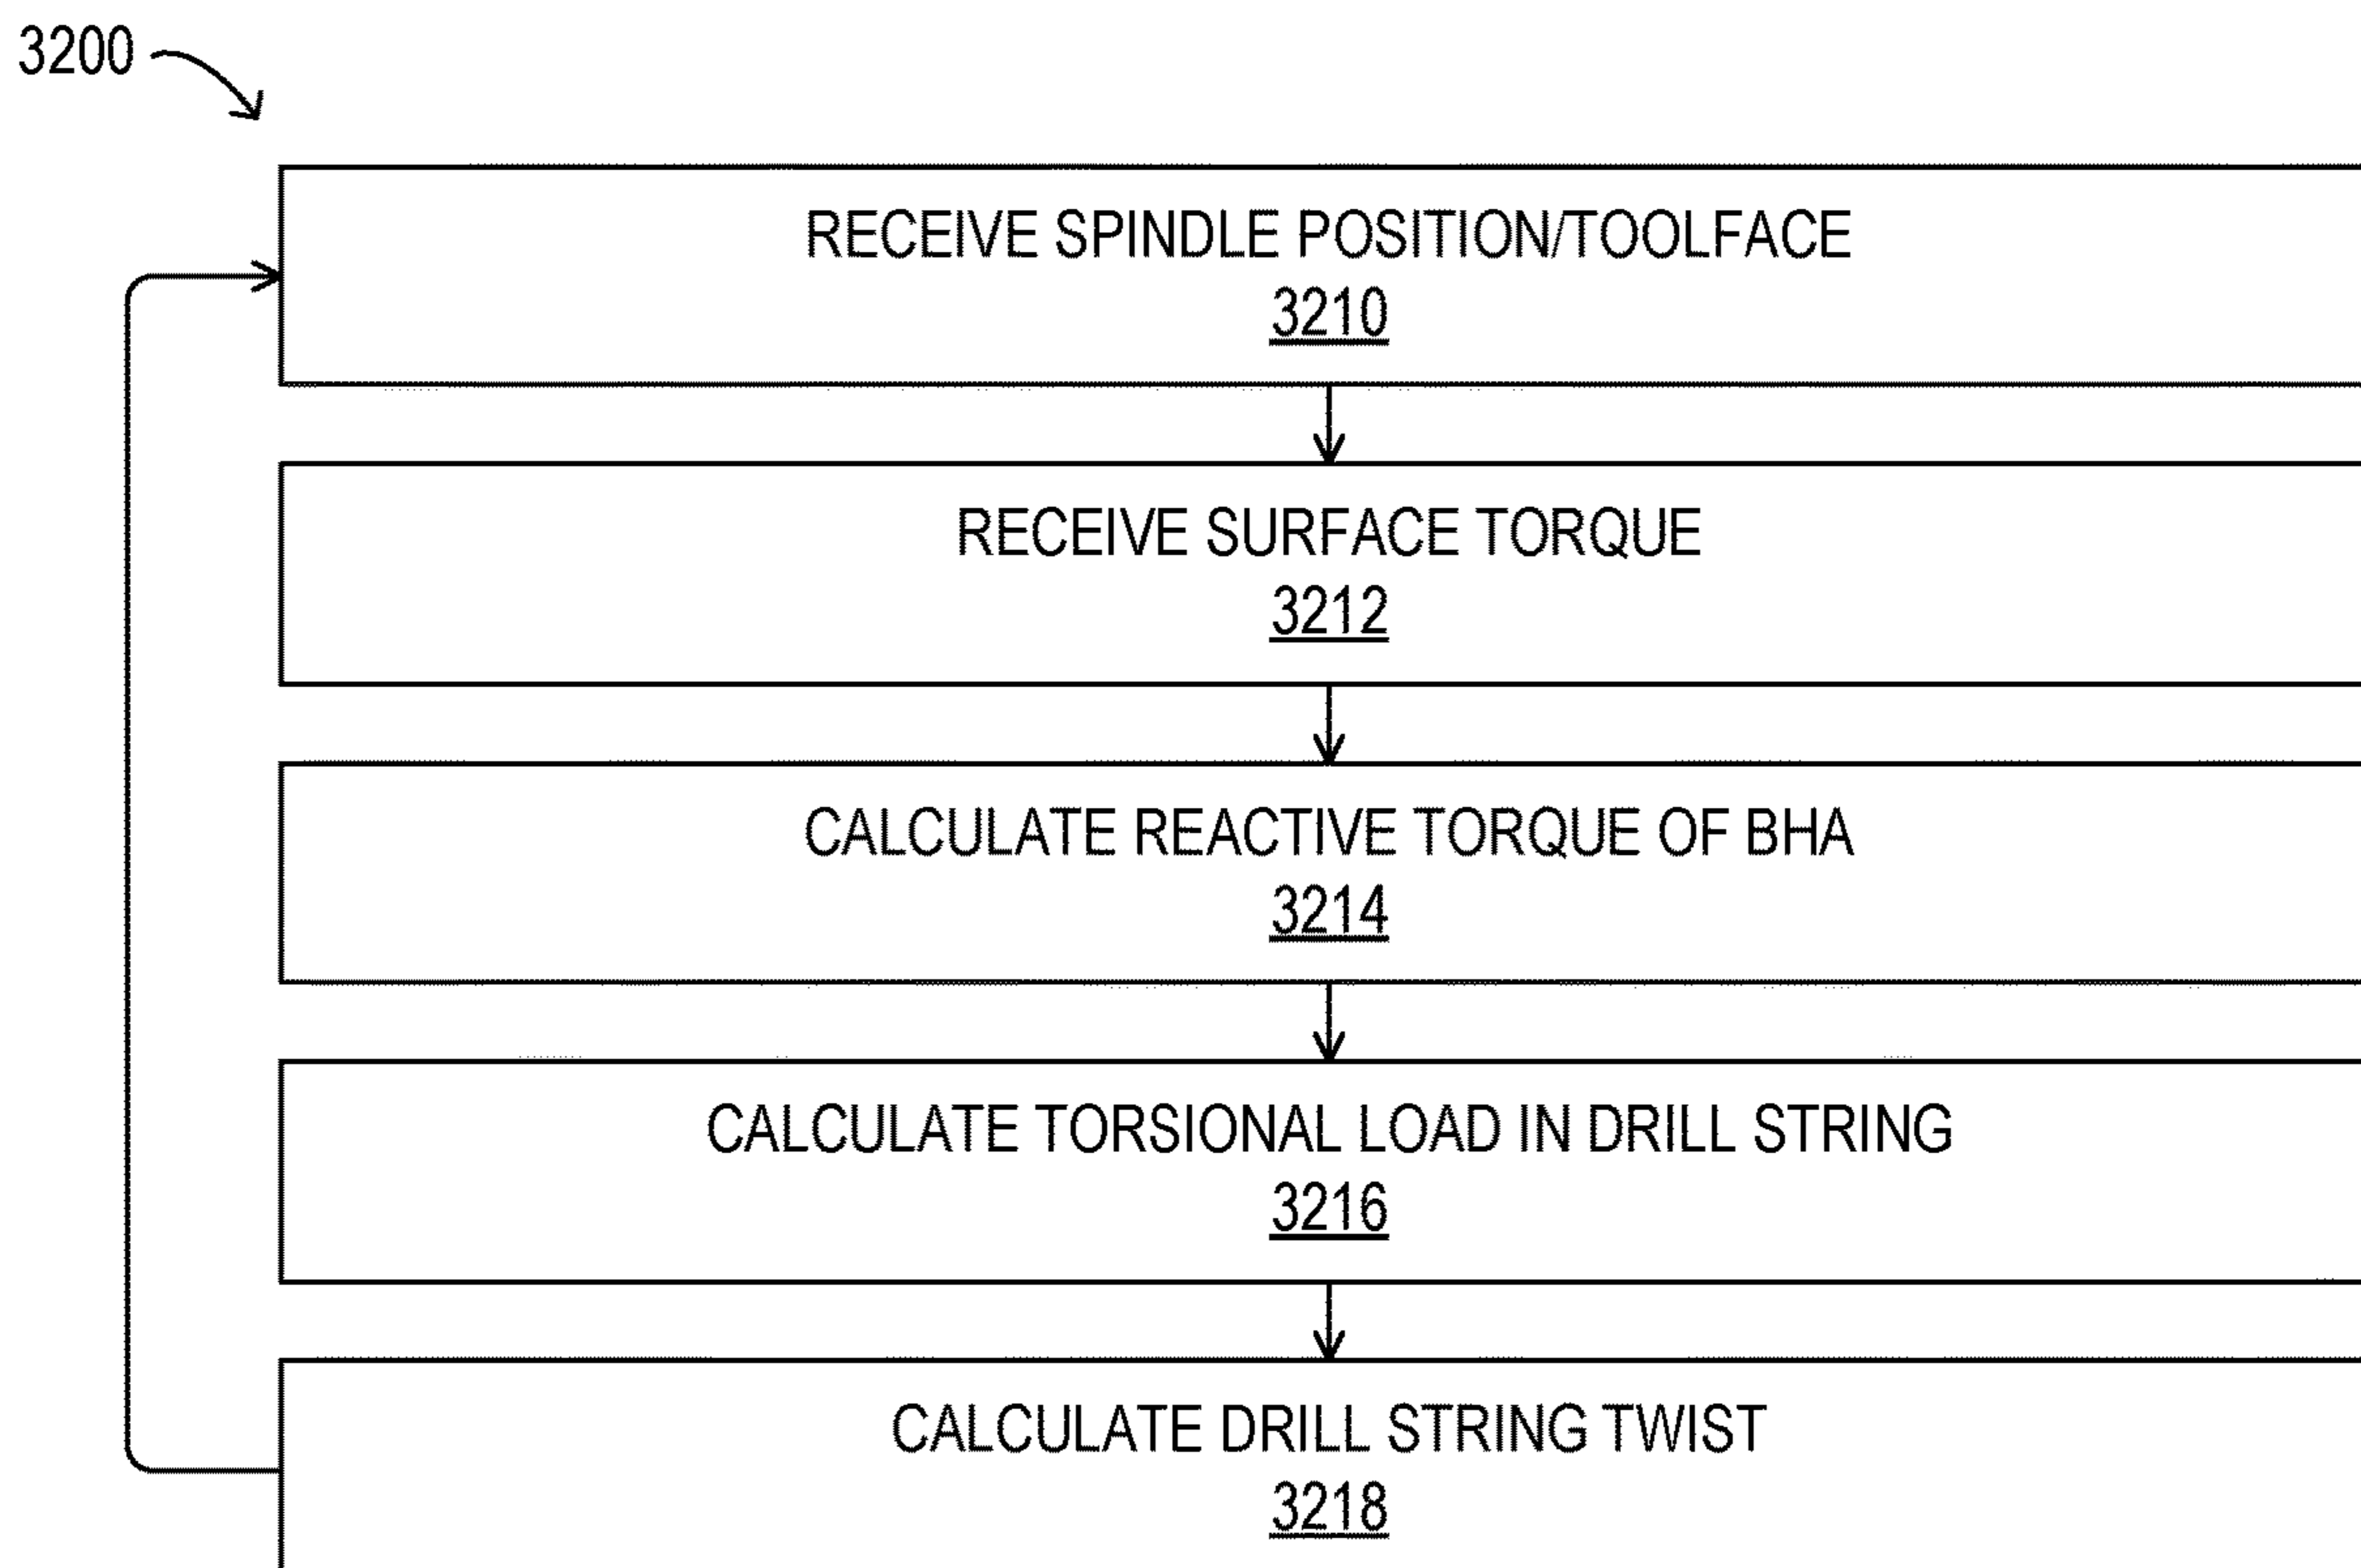 3200
RECEIVE SPINDLE POSITION/TOOLFACE
3210
RECEIVE SURFACE TORQUE
3212
CALCULATE REACTIVE TORQUE OF BHA
3214
CALCULATE TORSIONAL LOAD IN DRILL STRING
3216
CALCULATE DRILL STRING TWIST
3218